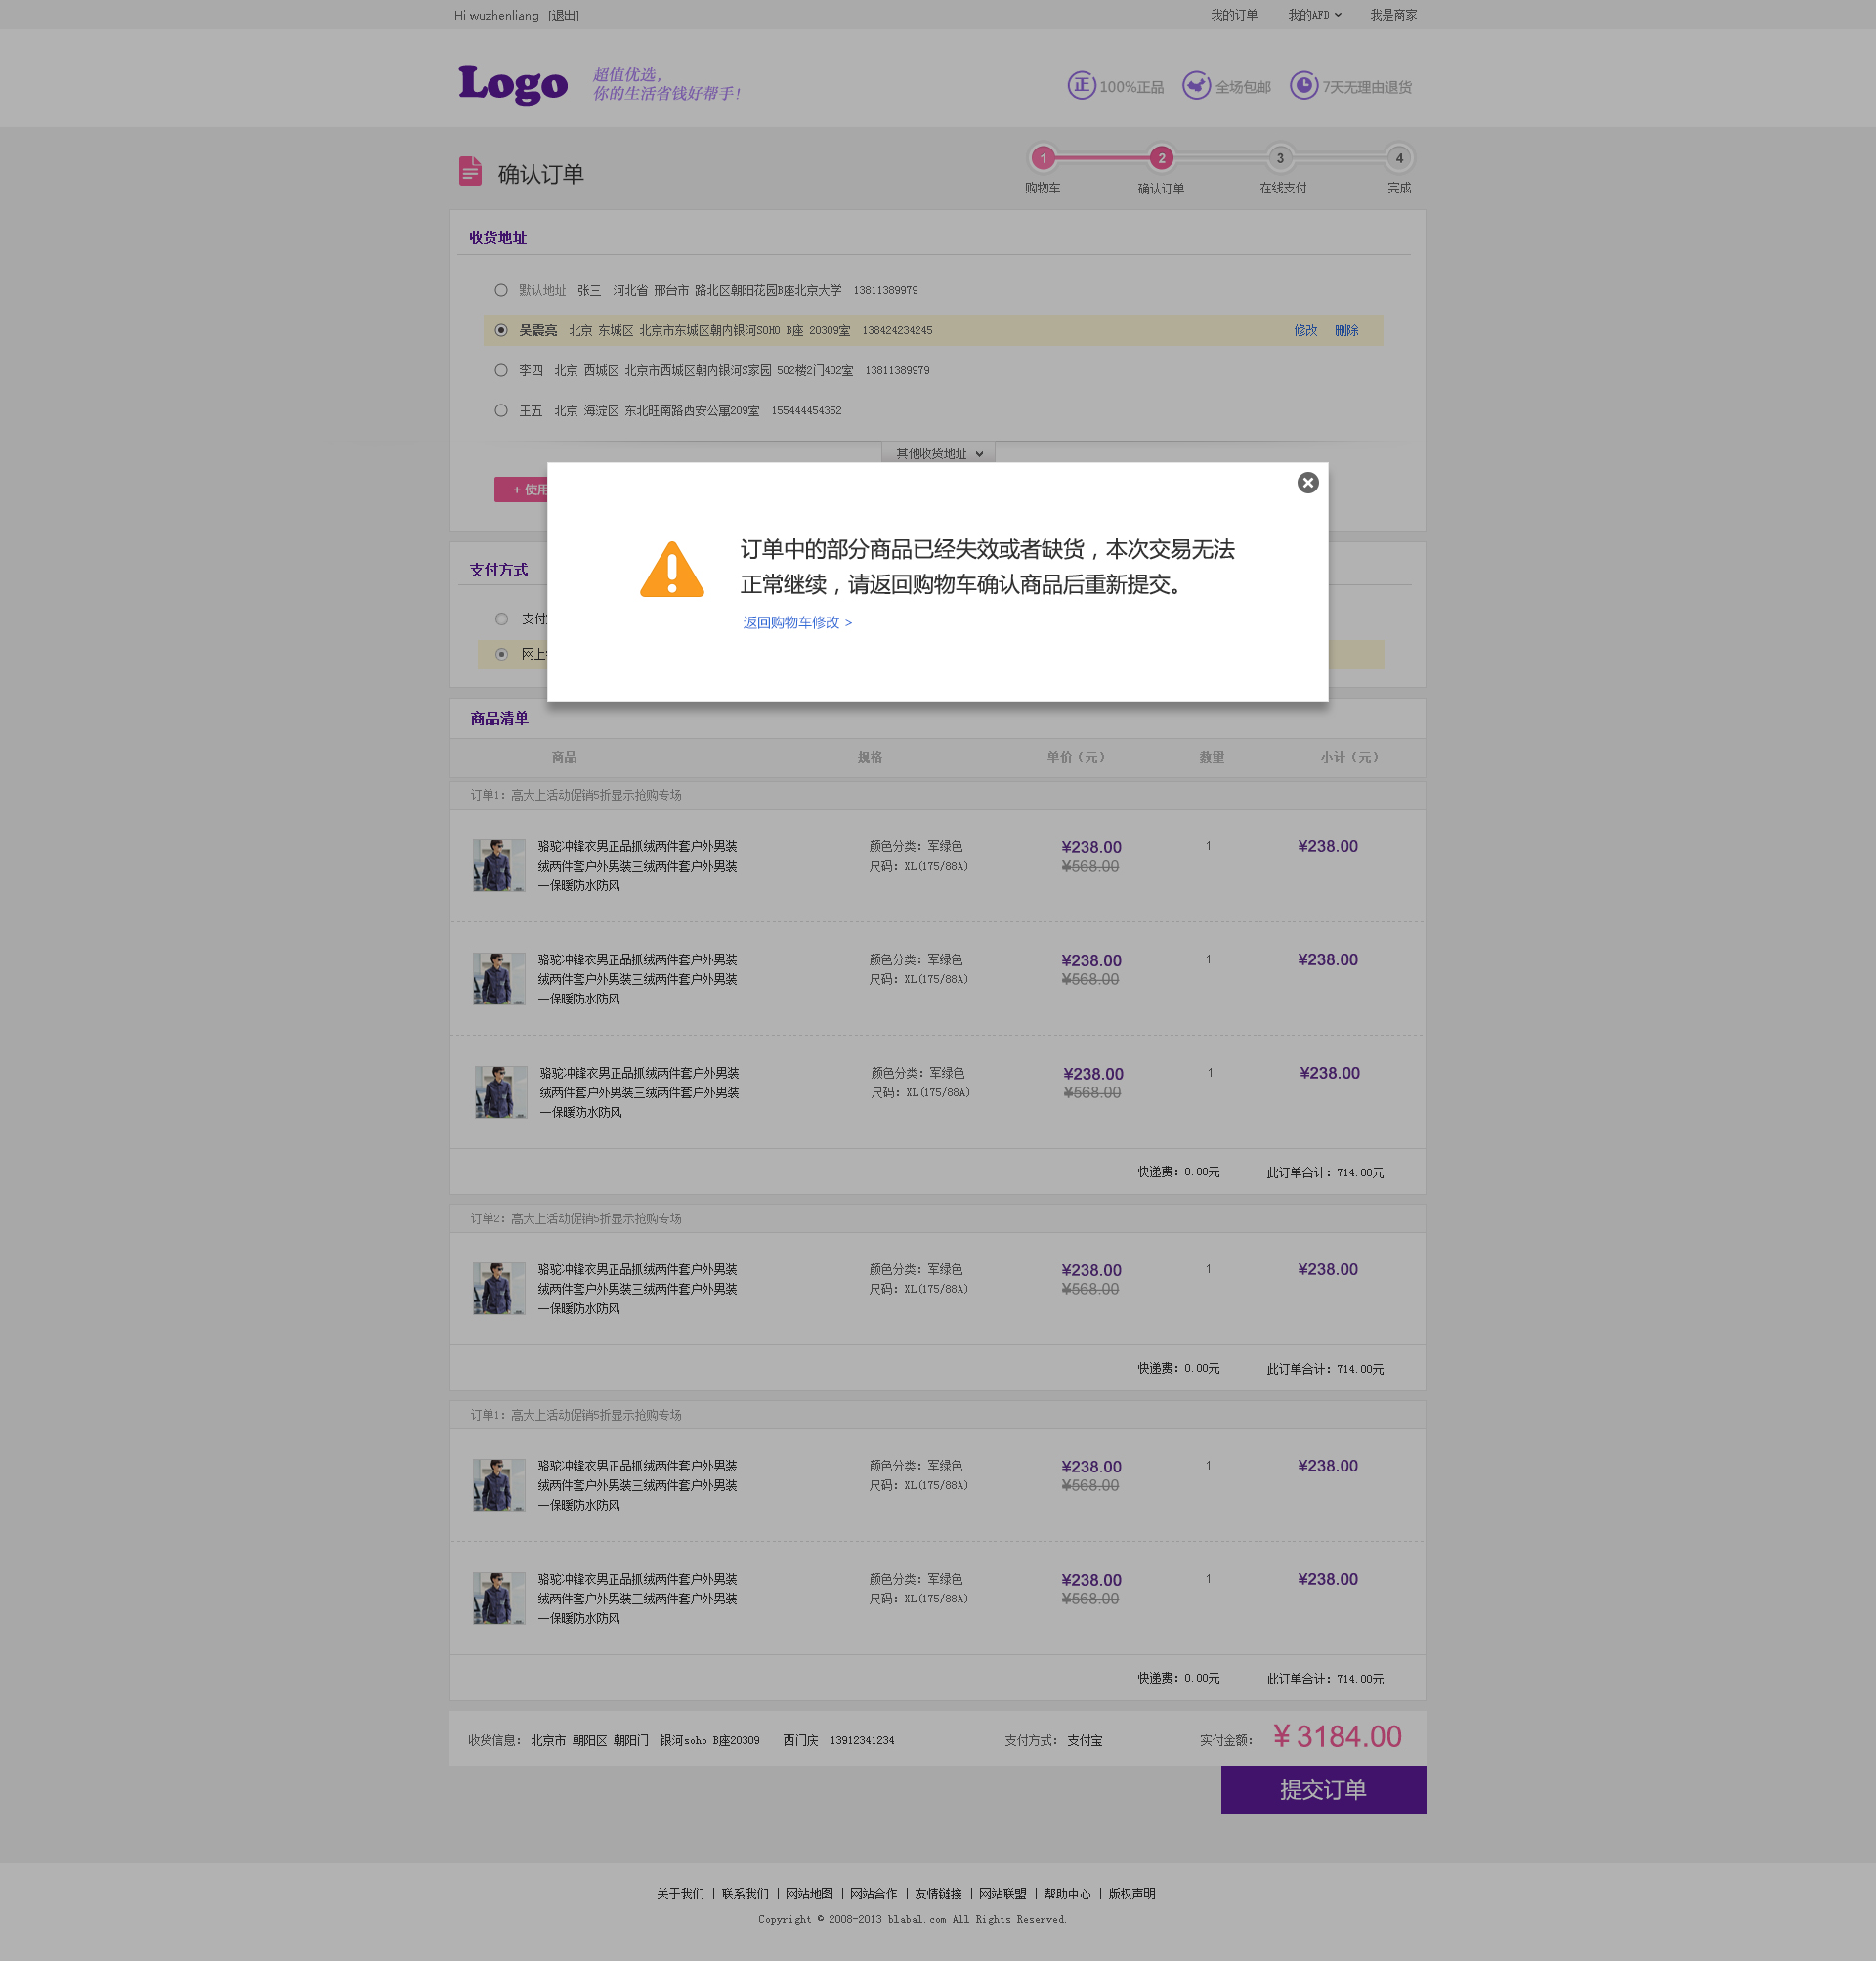 Hi wuzhenliang [退出] 我的订单 我的AFD 我是商家
Logo 超值优选，
你的生活省钱好帮手！
正 100%正品 全场包邮 7天无理由退货
确认订单
1 2 3 4
购物车 确认订单 在线支付 完成
收货地址
默认地址 张三 河北省 邢台市 路北区朝阳花园B座北京大学 13811389979
吴震亮 北京 东城区 北京市东城区朝内银河SOHO B座 20309室 138424234245 修改 删除
李四 北京 西城区 北京市西城区朝内银河S家园 502楼2门402室 13811389979
王五 北京 海淀区 东北旺南路西安公寓209室 155444454352
其他收货地址
+ 使用
订单中的部分商品已经失效或者缺货，本次交易无法
正常继续，请返回购物车确认商品后重新提交。
返回购物车修改 >
支付方式
支付
网上
商品清单
商品 规格 单价（元） 数量 小计（元）
订单1: 高大上活动促销5折显示抢购专场
骆驼冲锋衣男正品抓绒两件套户外男装 颜色分类: 军绿色 ¥238.00 1 ¥238.00
绒两件套户外男装三绒两件套户外男装 尺码: XL(175/88A) ¥568.00
一保暖防水防风
骆驼冲锋衣男正品抓绒两件套户外男装 颜色分类: 军绿色 ¥238.00 1 ¥238.00
绒两件套户外男装三绒两件套户外男装 尺码: XL(175/88A) ¥568.00
一保暖防水防风
骆驼冲锋衣男正品抓绒两件套户外男装 颜色分类: 军绿色 ¥238.00 1 ¥238.00
绒两件套户外男装三绒两件套户外男装 尺码: XL(175/88A) ¥568.00
一保暖防水防风
快递费: 0.00元 此订单合计: 714.00元
订单2: 高大上活动促销5折显示抢购专场
骆驼冲锋衣男正品抓绒两件套户外男装 颜色分类: 军绿色 ¥238.00 1 ¥238.00
绒两件套户外男装三绒两件套户外男装 尺码: XL(175/88A) ¥568.00
一保暖防水防风
快递费: 0.00元 此订单合计: 714.00元
订单1: 高大上活动促销5折显示抢购专场
骆驼冲锋衣男正品抓绒两件套户外男装 颜色分类: 军绿色 ¥238.00 1 ¥238.00
绒两件套户外男装三绒两件套户外男装 尺码: XL(175/88A) ¥568.00
一保暖防水防风
骆驼冲锋衣男正品抓绒两件套户外男装 颜色分类: 军绿色 ¥238.00 1 ¥238.00
绒两件套户外男装三绒两件套户外男装 尺码: XL(175/88A) ¥568.00
一保暖防水防风
快递费: 0.00元 此订单合计: 714.00元
收货信息: 北京市 朝阳区 朝阳门 银河soho B座20309 西门庆 13912341234 支付方式: 支付宝 实付金额: ¥3184.00
提交订单
关于我们 | 联系我们 | 网站地图 | 网站合作 | 友情链接 | 网站联盟 | 帮助中心 | 版权声明
Copyright © 2008-2013 blabal.com All Rights Reserved.